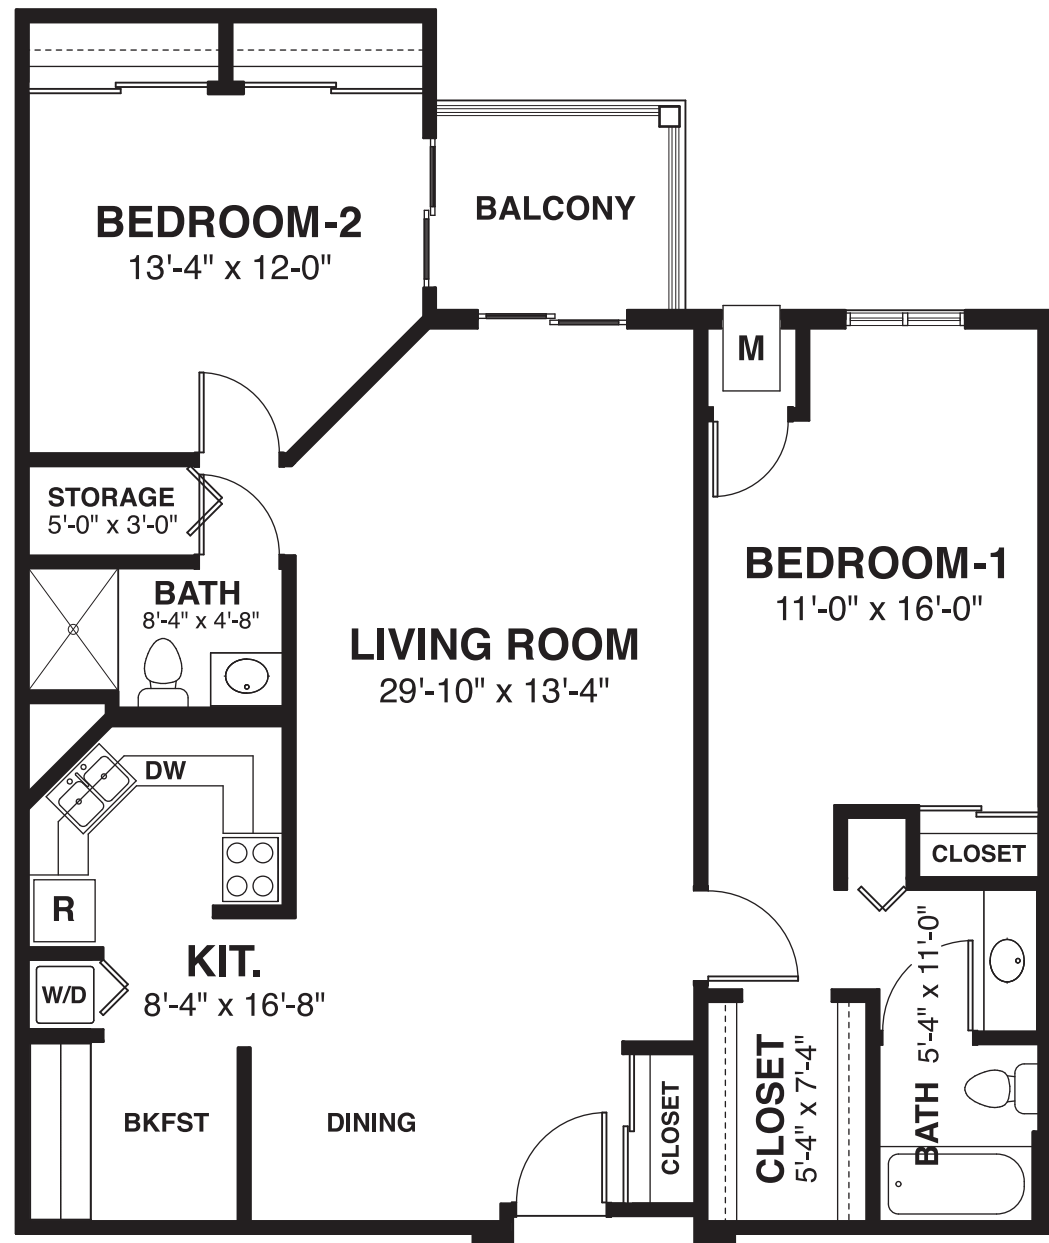 BEDROOM-2
13'-4" x 12-0"
BALCONY
M
STORAGE
5'-0" x 3'-0"
BATH
8'-4" x 4'-8"
LIVING ROOM
29'-10" x 13'-4"
BEDROOM-1
11'-0" x 16'-0"
DW
R
KIT.
8'-4" x 16'-8"
W/D
BKFST
DINING
CLOSET
CLOSET
5'-4" x 7'-4"
CLOSET
BATH 5'-4" x 11'-0"